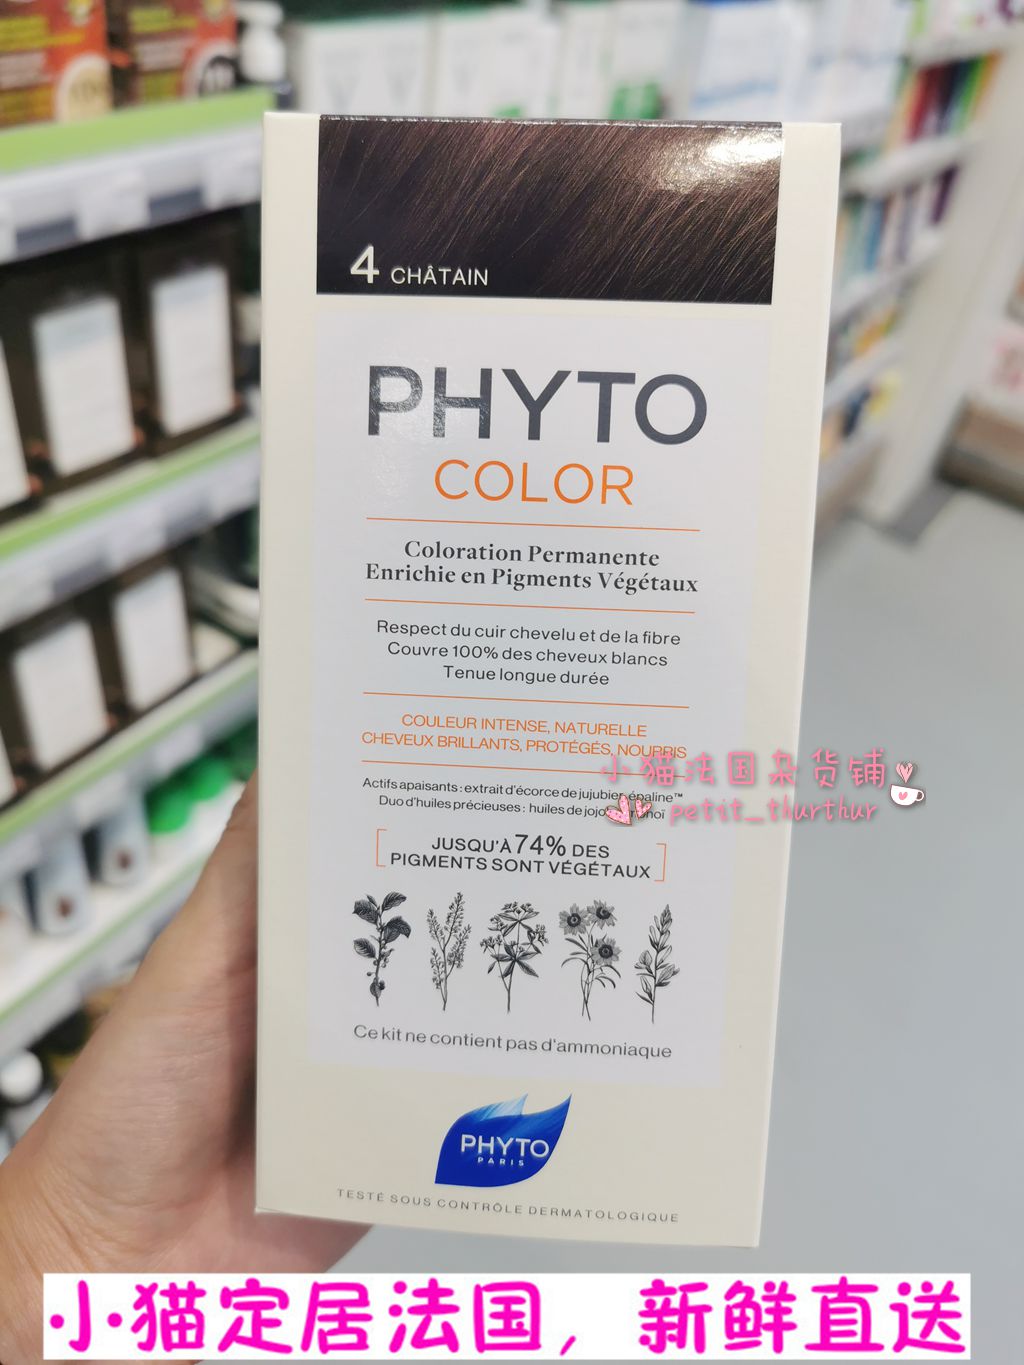 4 CHÂTAIN
PHYTO
COLOR
Coloration Permanente
Enrichie en Pigments Végétaux
Respect du cuir chevelu et de la fibre
Couvre 100% des cheveux blancs
Tenue longue durée
COULEUR INTENSE, NATURELLE
CHEVEUX BRILLANTS, PROTÉGÉS, NOURRIS
小猫法国杂货铺
Actifs apaisants : extrait d'écorce de jujubier, épaline™
Duo d'huiles précieuses : huiles de
petit_thurthur
JUSQU'À 74% DES
PIGMENTS SONT VÉGÉTAUX
Ce kit ne contient pas d'ammoniaque
PHYTO
PARIS
TESTÉ SOUS CONTRÔLE DERMATOLOGIQUE
小猫定居法国，新鲜直送